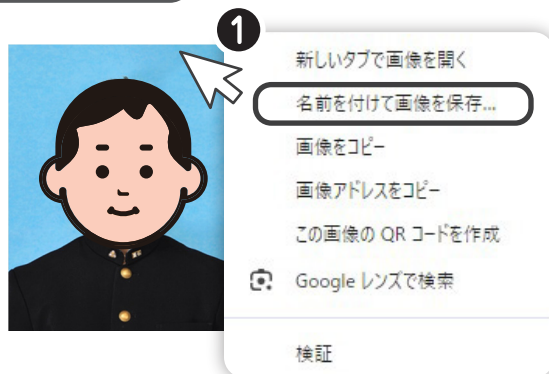 1
新しいタブで画像を開く
名前を付けて画像を保存...
画像をコピー
画像アドレスをコピー
この画像の QR コードを作成
Google レンズで検索
検証